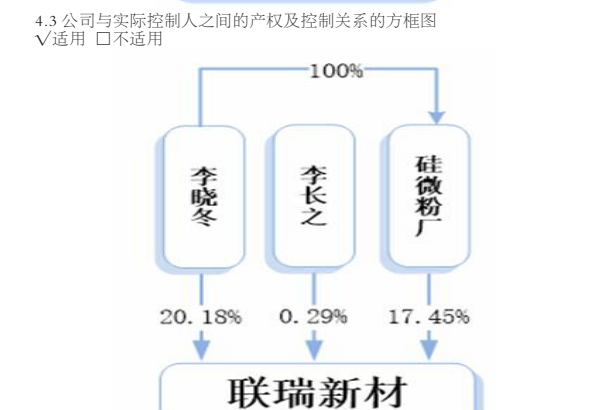 4.3 公司与实际控制人之间的产权及控制关系的方框图
√适用 □不适用
100%
李晓冬
李长之
硅微粉厂
20.18%
0.29%
17.45%
联瑞新材